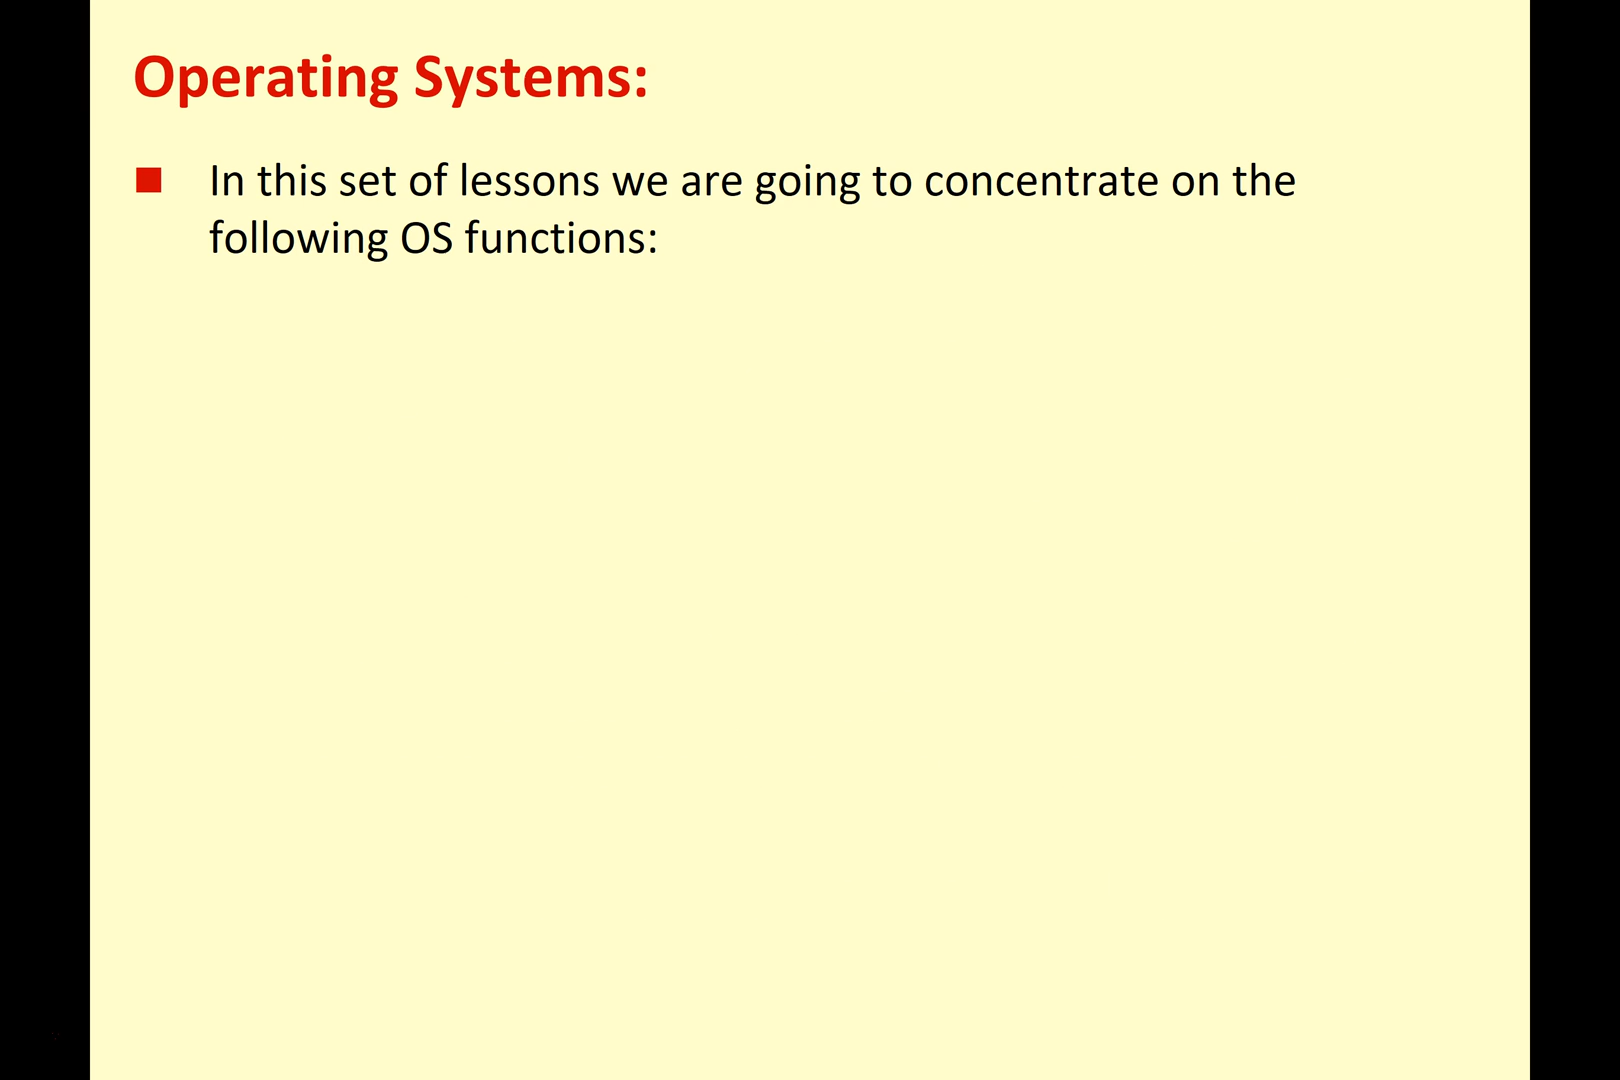 Operating Systems:
In this set of lessons we are going to concentrate on the
following OS functions: